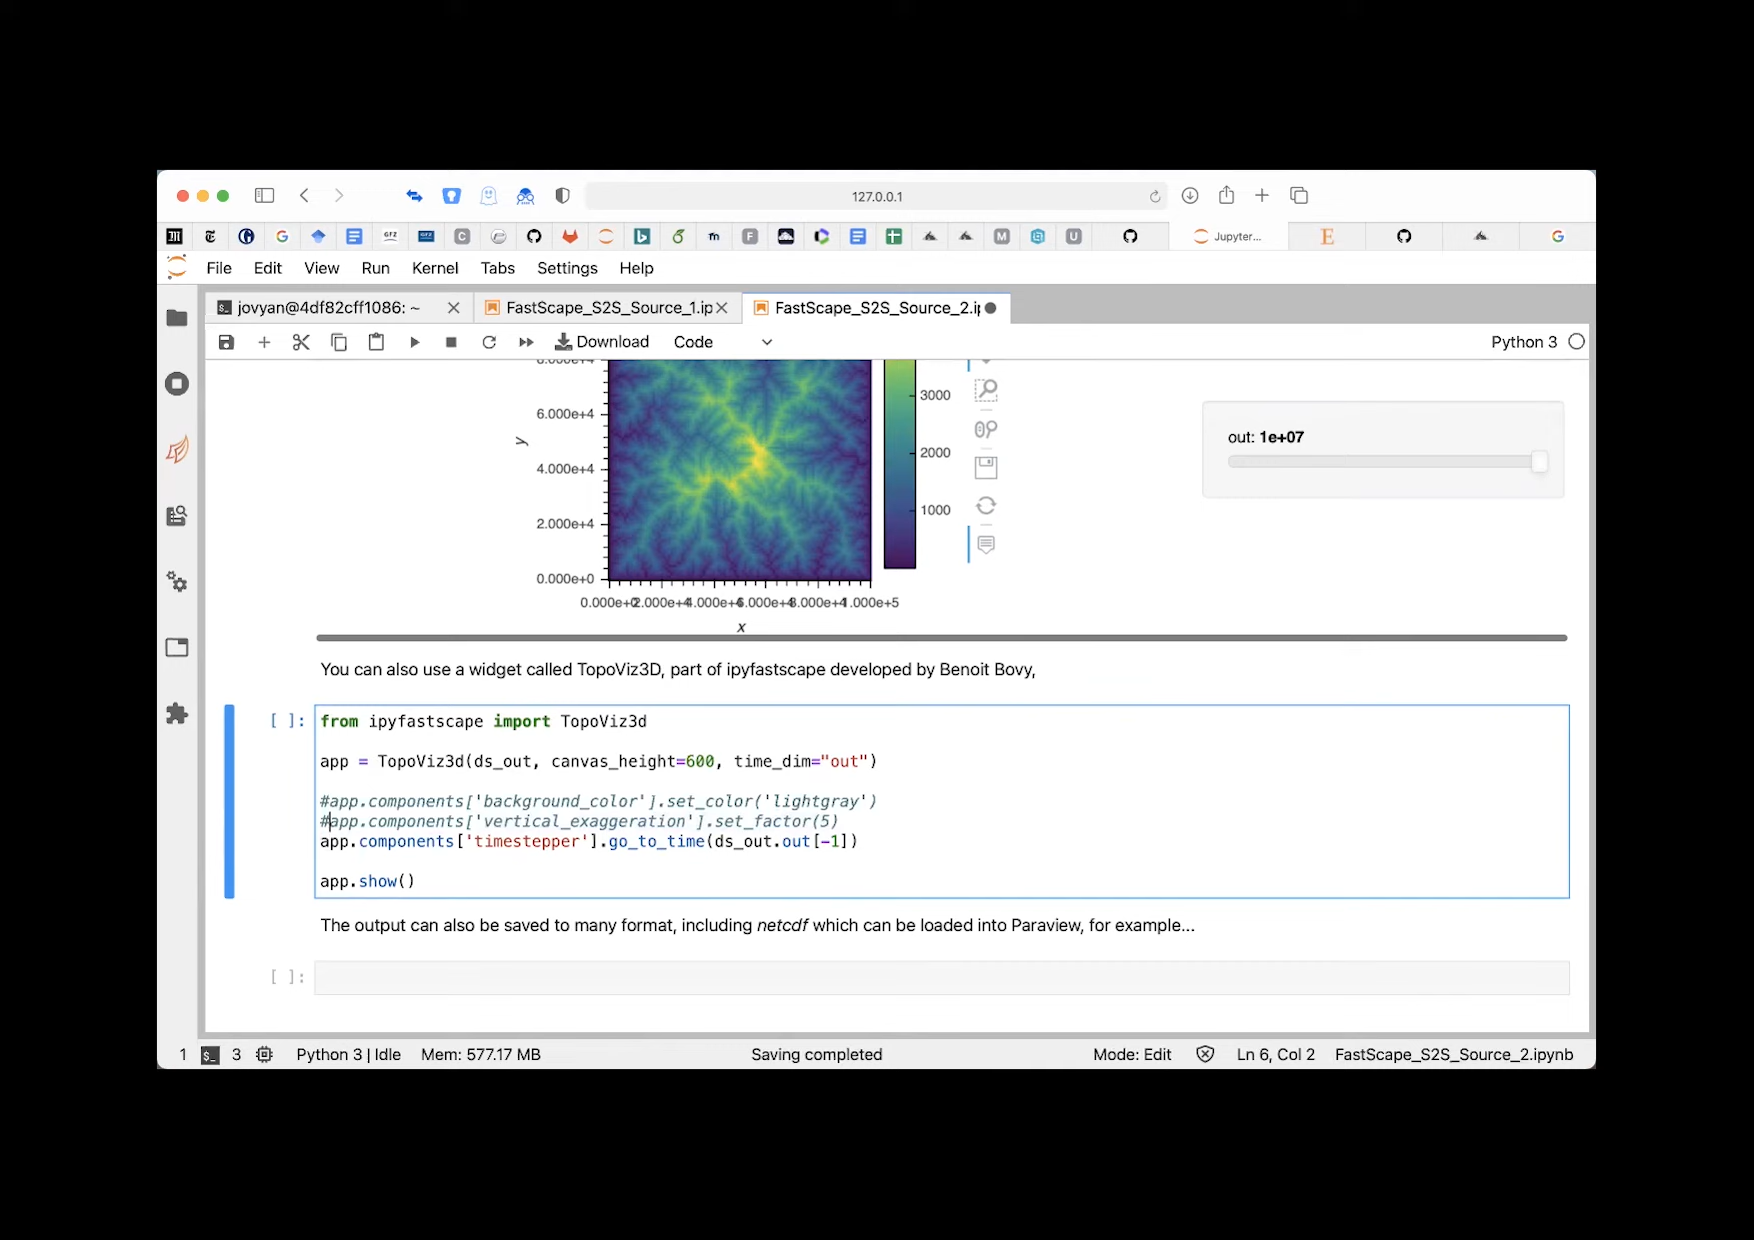 127.0.0.1
Jupyter...
File Edit View Run Kernel Tabs Settings Help
jovyan@4df82cff1086: ~ FastScape_S2S_Source_1.ip FastScape_S2S_Source_2.ip
Download Code Python 3
3000
6.000e+4
y
out: 1e+07
2000
4.000e+4
1000
2.000e+4
0.000e+0
0.000e+0 2.000e+4 4.000e+4 6.000e+4 8.000e+4 1.000e+5
x
You can also use a widget called TopoViz3D, part of ipyfastscape developed by Benoit Bovy,
[ ]: from ipyfastscape import TopoViz3d
app = TopoViz3d(ds_out, canvas_height=600, time_dim="out")
#app.components['background_color'].set_color('lightgray')
#app.components['vertical_exaggeration'].set_factor(5)
app.components['timestepper'].go_to_time(ds_out.out[-1])
app.show()
The output can also be saved to many format, including netcdf which can be loaded into Paraview, for example...
[ ]:
1 3 Python 3 | Idle Mem: 577.17 MB Saving completed Mode: Edit Ln 6, Col 2 FastScape_S2S_Source_2.ipynb